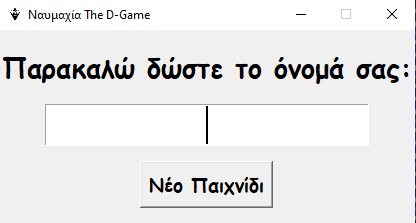 Ναυμαχία The D-Game
Παρακαλώ δώστε το όνομά σας:
Νέο Παιχνίδι